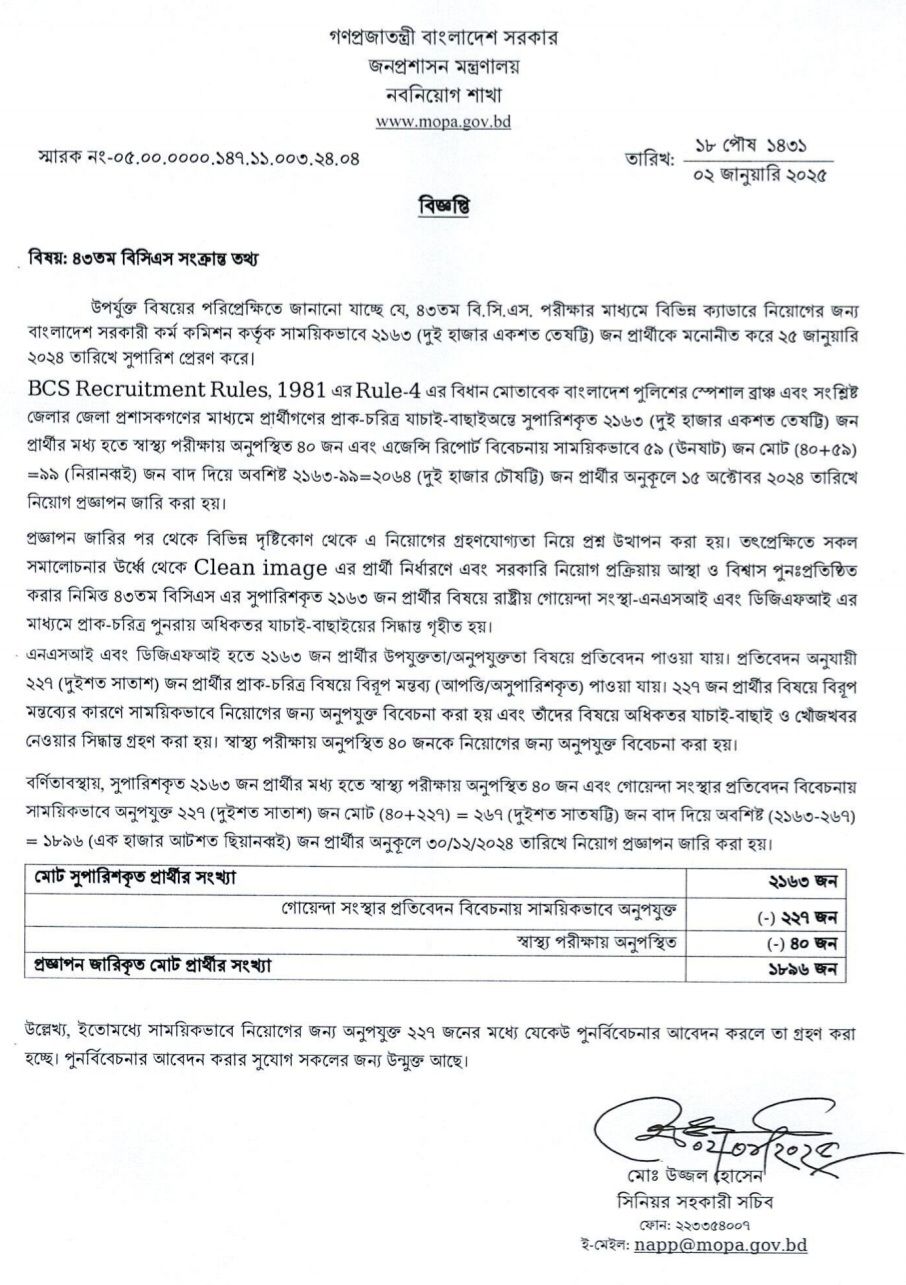 গণপ্রজাতন্ত্রী বাংলাদেশ সরকার
জনপ্রশাসন মন্ত্রণালয়
নবনিয়োগ শাখা
www.mopa.gov.bd
স্মারক নং-০৫.০০.০০০০.১৪৭.১১.০০৩.২৪.০৪
তারিখ: ১৮ পৌষ ১৪৩১
০২ জানুয়ারি ২০২৫
বিজ্ঞপ্তি
বিষয়: ৪৩তম বিসিএস সংক্রান্ত তথ্য
উপর্যুক্ত বিষয়ের পরিপ্রেক্ষিতে জানানো যাচ্ছে যে, ৪৩তম বি.সি.এস. পরীক্ষার মাধ্যমে বিভিন্ন ক্যাডারে নিয়োগের জন্য
বাংলাদেশ সরকারী কর্ম কমিশন কর্তৃক সাময়িকভাবে ২১৬৩ (দুই হাজার একশত তেষট্টি) জন প্রার্থীকে মনোনীত করে ২৫ জানুয়ারি
২০২৪ তারিখে সুপারিশ প্রেরণ করে।
BCS Recruitment Rules, 1981 এর Rule-4 এর বিধান মোতাবেক বাংলাদেশ পুলিশের স্পেশাল ব্রাঞ্চ এবং সংশ্লিষ্ট
জেলার জেলা প্রশাসকগণের মাধ্যমে প্রার্থীগণের প্রাক-চরিত্র যাচাই-বাছাইঅন্তে সুপারিশকৃত ২১৬৩ (দুই হাজার একশত তেষট্টি) জন
প্রার্থীর মধ্য হতে স্বাস্থ্য পরীক্ষায় অনুপস্থিত ৪০ জন এবং এজেন্সি রিপোর্ট বিবেচনায় সাময়িকভাবে ৫৯ (ঊনষাট) জন মোট (৪০+৫৯)
=৯৯ (নিরানব্বই) জন বাদ দিয়ে অবশিষ্ট ২১৬৩-৯৯=২০৬৪ (দুই হাজার চৌষট্টি) জন প্রার্থীর অনুকূলে ১৫ অক্টোবর ২০২৪ তারিখে
নিয়োগ প্রজ্ঞাপন জারি করা হয়।
প্রজ্ঞাপন জারির পর থেকে বিভিন্ন দৃষ্টিকোণ থেকে এ নিয়োগের গ্রহণযোগ্যতা নিয়ে প্রশ্ন উত্থাপন করা হয়। তৎপ্রেক্ষিতে সকল
সমালোচনার ঊর্ধ্বে থেকে Clean image এর প্রার্থী নির্ধারণে এবং সরকারি নিয়োগ প্রক্রিয়ায় আস্থা ও বিশ্বাস পুনঃপ্রতিষ্ঠিত
করার নিমিত্ত ৪৩তম বিসিএস এর সুপারিশকৃত ২১৬৩ জন প্রার্থীর বিষয়ে রাষ্ট্রীয় গোয়েন্দা সংস্থা-এনএসআই এবং ডিজিএফআই এর
মাধ্যমে প্রাক-চরিত্র পুনরায় অধিকতর যাচাই-বাছাইয়ের সিদ্ধান্ত গৃহীত হয়।
এনএসআই এবং ডিজিএফআই হতে ২১৬৩ জন প্রার্থীর উপযুক্ততা/অনুপযুক্ততা বিষয়ে প্রতিবেদন পাওয়া যায়। প্রতিবেদন অনুযায়ী
২২৭ (দুইশত সাতাশ) জন প্রার্থীর প্রাক-চরিত্র বিষয়ে বিরূপ মন্তব্য (আপত্তি/অসুপারিশকৃত) পাওয়া যায়। ২২৭ জন প্রার্থীর বিষয়ে বিরূপ
মন্তব্যের কারণে সাময়িকভাবে নিয়োগের জন্য অনুপযুক্ত বিবেচনা করা হয় এবং তাঁদের বিষয়ে অধিকতর যাচাই-বাছাই ও খোঁজখবর
নেওয়ার সিদ্ধান্ত গ্রহণ করা হয়। স্বাস্থ্য পরীক্ষায় অনুপস্থিত ৪০ জনকে নিয়োগের জন্য অনুপযুক্ত বিবেচনা করা হয়।
বর্ণিতাবস্থায়, সুপারিশকৃত ২১৬৩ জন প্রার্থীর মধ্য হতে স্বাস্থ্য পরীক্ষায় অনুপস্থিত ৪০ জন এবং গোয়েন্দা সংস্থার প্রতিবেদন বিবেচনায়
সাময়িকভাবে অনুপযুক্ত ২২৭ (দুইশত সাতাশ) জন মোট (৪০+২২৭) = ২৬৭ (দুইশত সাতষট্টি) জন বাদ দিয়ে অবশিষ্ট (২১৬৩-২৬৭)
= ১৮৯৬ (এক হাজার আটশত ছিয়ানব্বই) জন প্রার্থীর অনুকূলে ৩০/১২/২০২৪ তারিখে নিয়োগ প্রজ্ঞাপন জারি করা হয়।
মোট সুপারিশকৃত প্রার্থীর সংখ্যা ২১৬৩ জন
গোয়েন্দা সংস্থার প্রতিবেদন বিবেচনায় সাময়িকভাবে অনুপযুক্ত (-) ২২৭ জন
স্বাস্থ্য পরীক্ষায় অনুপস্থিত (-) ৪০ জন
প্রজ্ঞাপন জারিকৃত মোট প্রার্থীর সংখ্যা ১৮৯৬ জন
উল্লেখ্য, ইতোমধ্যে সাময়িকভাবে নিয়োগের জন্য অনুপযুক্ত ২২৭ জনের মধ্যে যেকেউ পুনর্বিবেচনার আবেদন করলে তা গ্রহণ করা
হচ্ছে। পুনর্বিবেচনার আবেদন করার সুযোগ সকলের জন্য উন্মুক্ত আছে।
০২/০১/২০২৫
মোঃ উজ্জল হোসেন
সিনিয়র সহকারী সচিব
ফোন: ২২৩৩৫৪০০৭
ই-মেইল: napp@mopa.gov.bd